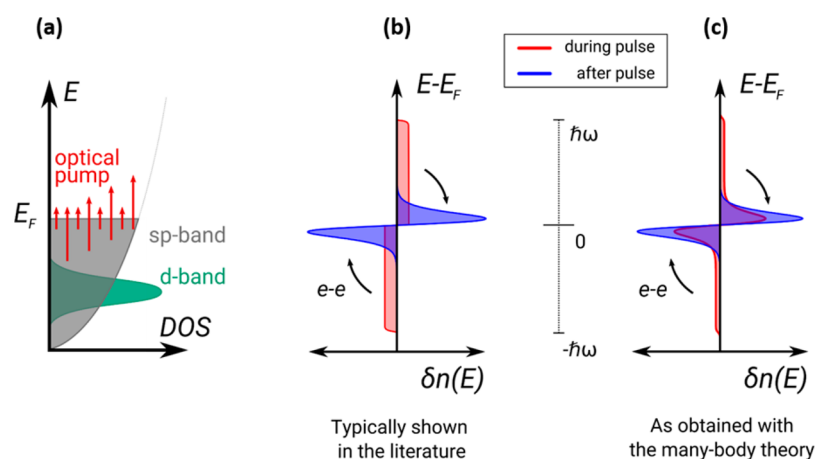 (a)
E
optical
pump
E_F
sp-band
d-band
DOS
(b)
during pulse
after pulse
E-E_F
ħω
0
-ħω
e-e
δn(E)
Typically shown
in the literature
(c)
E-E_F
e-e
δn(E)
As obtained with
the many-body theory